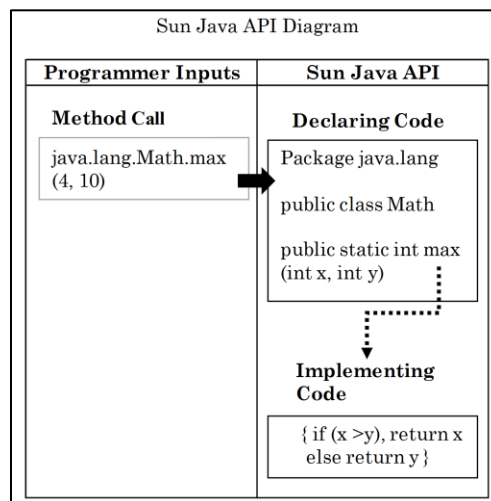 Sun Java API Diagram
Programmer Inputs
Sun Java API
Method Call
java.lang.Math.max
(4, 10)
Declaring Code
Package java.lang
public class Math
public static int max
(int x, int y)
Implementing
Code
{ if (x >y), return x
else return y }